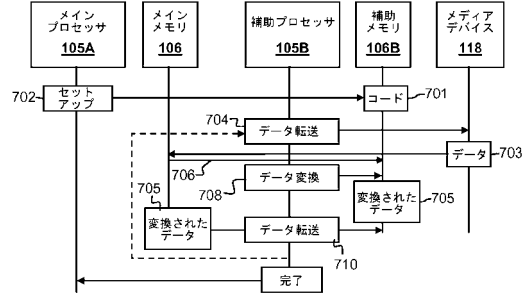 メイン
プロセッサ
105A
メイン
メモリ
106
補助プロセッサ
105B
補助
メモリ
106B
メディア
デバイス
118
702
セット
アップ
コード
701
704
データ転送
データ
703
706
708
データ変換
705
変換された
データ
変換された
データ
705
データ転送
710
完了